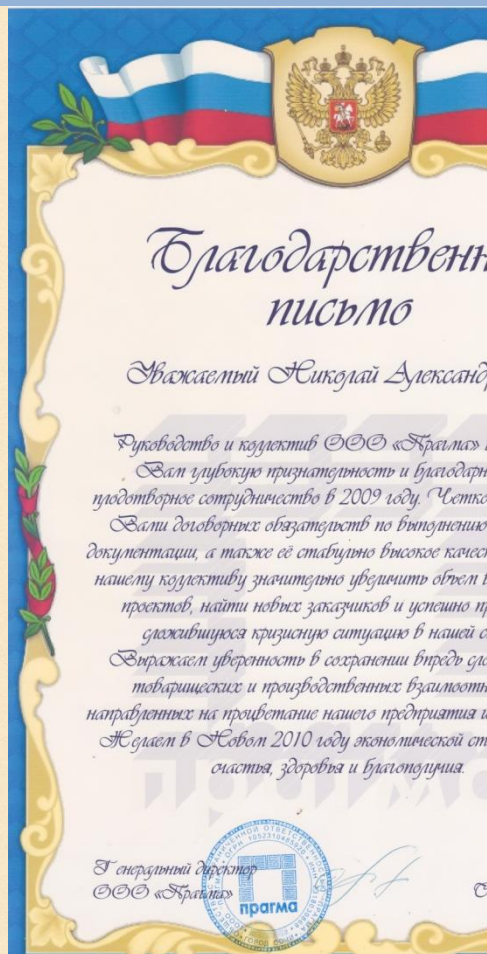 Благодарственн
письмо
Уважаемый Николай Александ
Руководство и коллектив ООО «Прагма»
Вам глубокую признательность и благодарн
плодотворное сотрудничество в 2009 году. Четко
Вами договорных обязательств по выполнению
документации, а также её стабильно высокое качес
нашему коллективу значительно увеличить объем в
проектов, найти новых заказчиков и успешно пр
сложившуюся кризисную ситуацию в нашей с
Выражаем уверенность в сохранении впредь сло
товарищеских и производственных взаимоотн
направленных на процветание нашего предприятия и
Желаем в Новом 2010 году экономической ст
счастья, здоровья и благополучия.
Генеральный директор
ООО «Прагма»
прагма